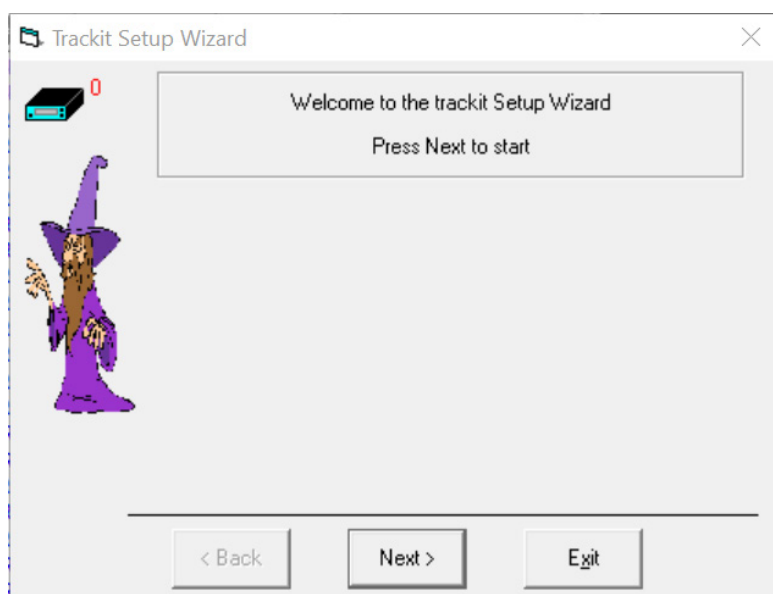 Trackit Setup Wizard
0
Welcome to the trackit Setup Wizard
Press Next to start
< Back
Next >
Exit